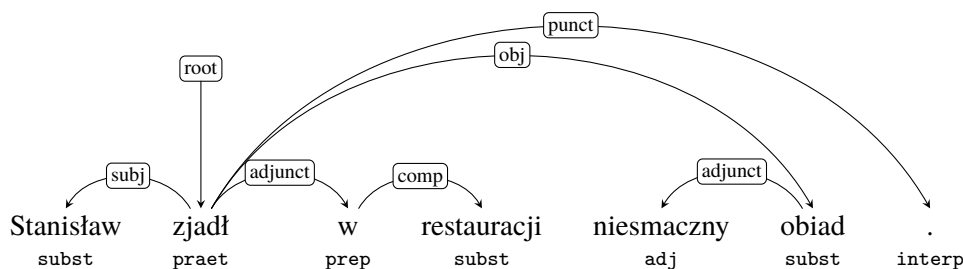 punct
obj
root
subj adjunct comp adjunct
Stanisław zjadł w restauracji niesmaczny obiad .
subst praet prep subst adj subst interp